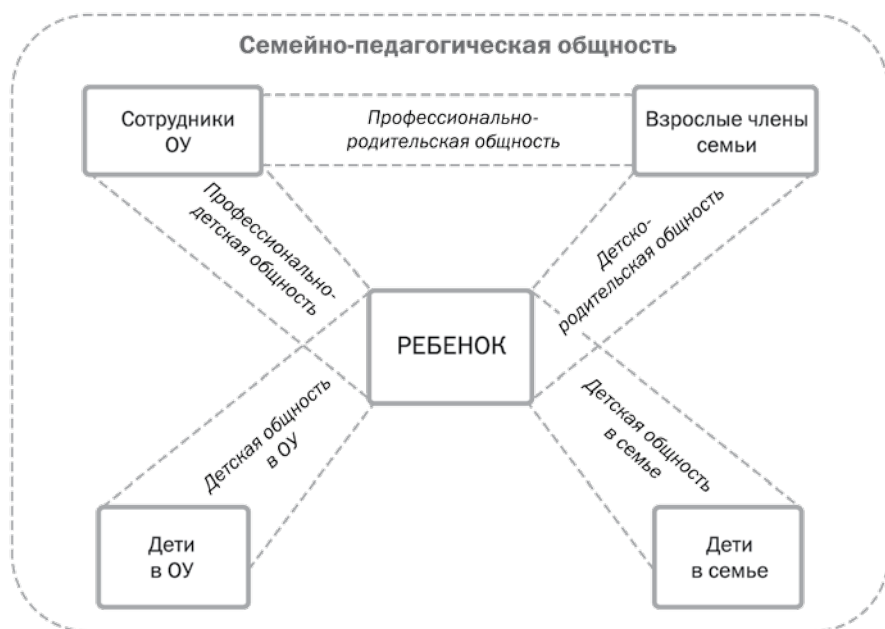 Семейно-педагогическая общность
Сотрудники
ОУ
Профессионально-
родительская общность
Взрослые члены
семьи
Профессионально-
детская общность
Детско-
родительская общность
РЕБЕНОК
Детская общность
в ОУ
Детская общность
в семье
Дети
в ОУ
Дети
в семье